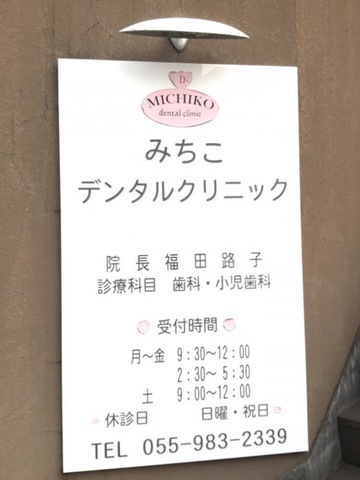 D
MICHIKO
dental clinic
みちこ
デンタルクリニック
院長 福田路子
診療科目 歯科・小児歯科
受付時間
月〜金 9:30〜12:00
2:30〜5:30
土 9:00〜12:00
休診日 日曜・祝日
TEL 055-983-2339